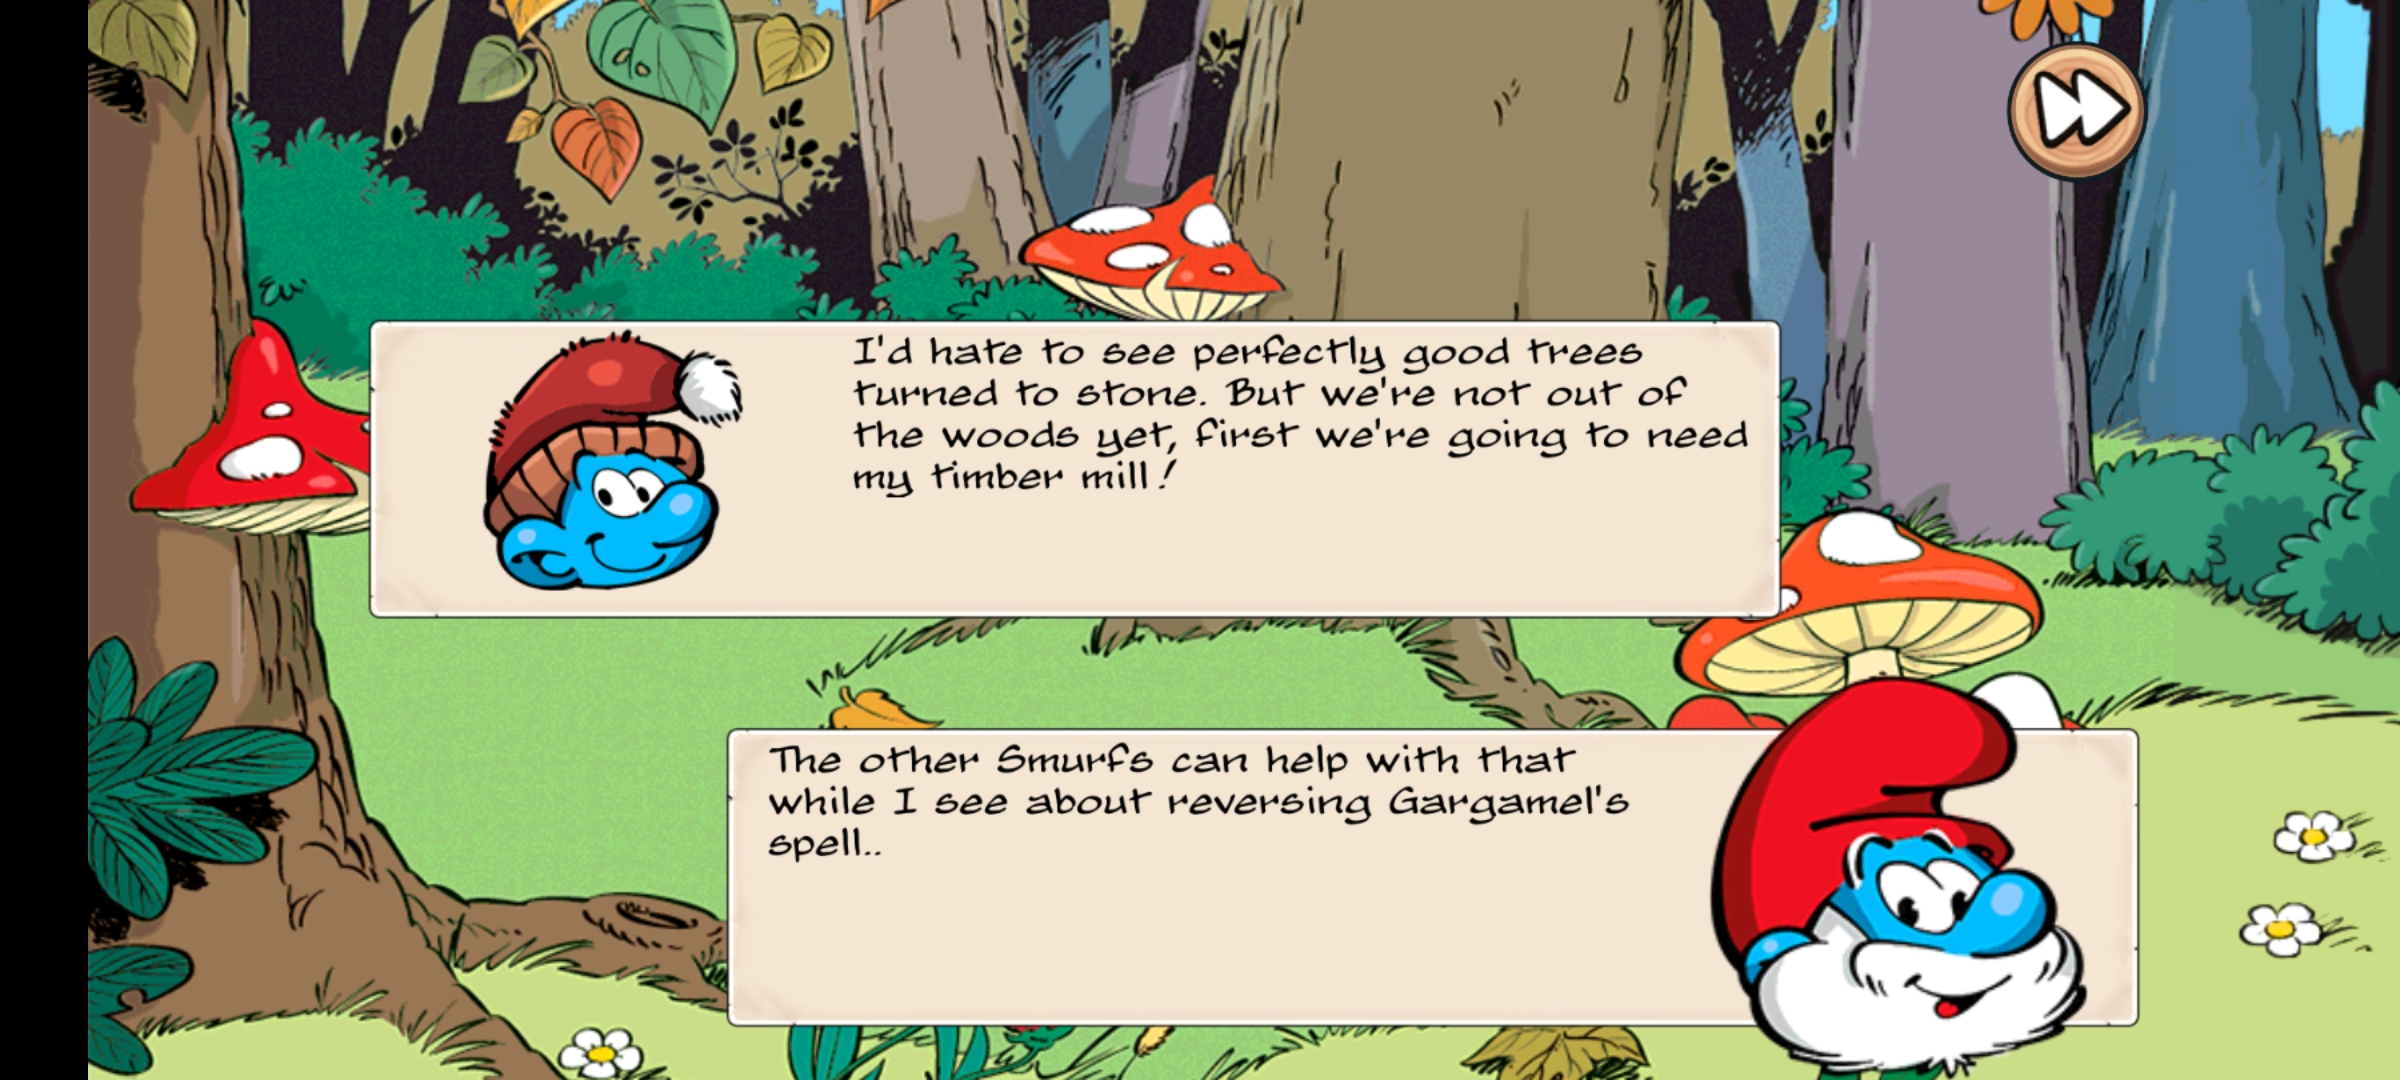 I'd hate to see perfectly good trees
turned to stone. But we're not out of
the woods yet, first we're going to need
my timber mill!
The other Smurfs can help with that
while I see about reversing Gargamel's
spell..